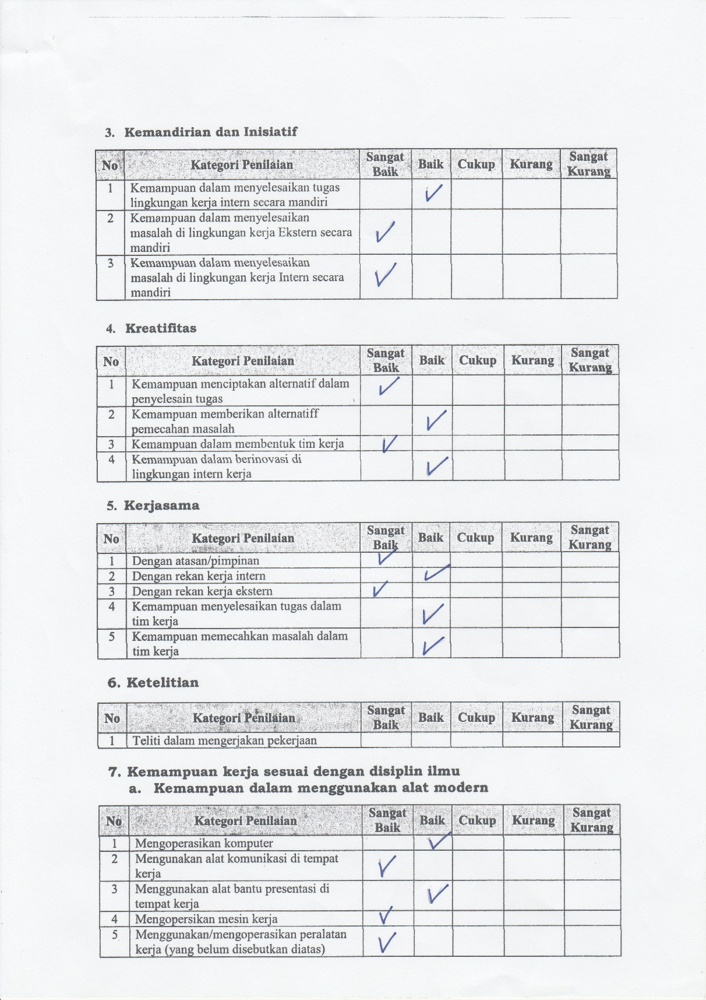 3. Kemandirian dan Inisiatif
No Kategori Penilaian Sangat Baik Baik Cukup Kurang Sangat Kurang
1 Kemampuan dalam menyelesaikan tugas ✓
lingkungan kerja intern secara mandiri
2 Kemampuan dalam menyelesaikan
masalah di lingkungan kerja Ekstern secara ✓
mandiri
3 Kemampuan dalam menyelesaikan
masalah di lingkungan kerja Intern secara ✓
mandiri
4. Kreatifitas
No Kategori Penilaian Sangat Baik Baik Cukup Kurang Sangat Kurang
1 Kemampuan menciptakan alternatif dalam ✓
penyelesain tugas
2 Kemampuan memberikan alternatiff ✓
pemecahan masalah
3 Kemampuan dalam membentuk tim kerja ✓
4 Kemampuan dalam berinovasi di ✓
lingkungan intern kerja
5. Kerjasama
No Kategori Penilaian Sangat Baik Baik Cukup Kurang Sangat Kurang
1 Dengan atasan/pimpinan ✓
2 Dengan rekan kerja intern ✓
3 Dengan rekan kerja ekstern ✓
4 Kemampuan menyelesaikan tugas dalam ✓
tim kerja
5 Kemampuan memecahkan masalah dalam ✓
tim kerja
6. Ketelitian
No Kategori Penilaian Sangat Baik Baik Cukup Kurang Sangat Kurang
1 Teliti dalam mengerjakan pekerjaan
7. Kemampuan kerja sesuai dengan disiplin ilmu
a. Kemampuan dalam menggunakan alat modern
No Kategori Penilaian Sangat Baik Baik Cukup Kurang Sangat Kurang
1 Mengoperasikan komputer ✓
2 Mengunakan alat komunikasi di tempat ✓
kerja
3 Menggunakan alat bantu presentasi di ✓
tempat kerja
4 Mengopersikan mesin kerja ✓
5 Menggunakan/mengoperasikan peralatan ✓
kerja (yang belum disebutkan diatas)